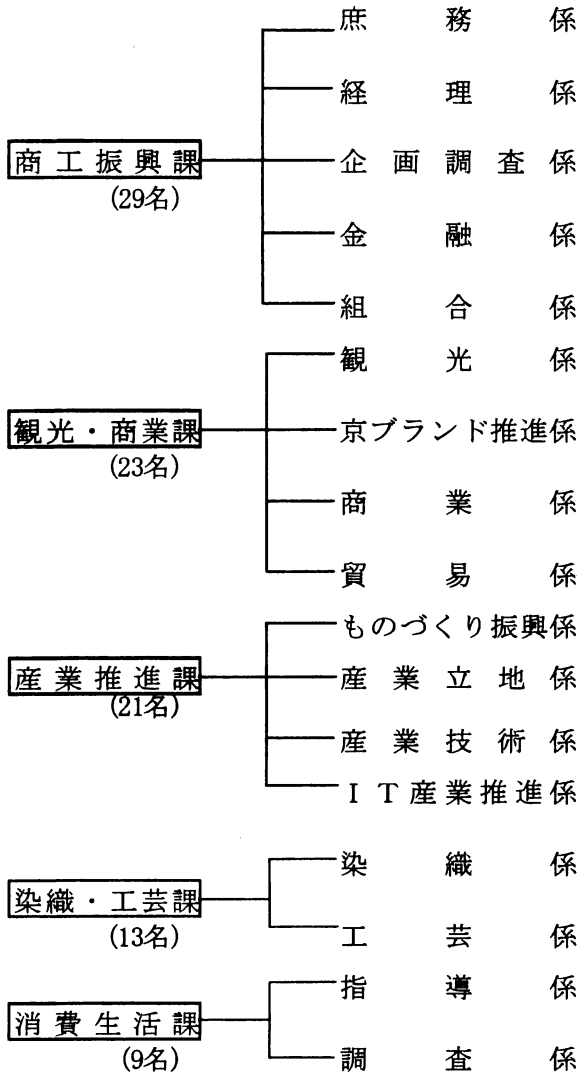 商工振興課
(29名)
庶務係
経理係
企画調査係
金融係
組合係
観光・商業課
(23名)
観光係
京ブランド推進係
商業係
貿易係
産業推進課
(21名)
ものづくり振興係
産業立地係
産業技術係
ＩＴ産業推進係
染織・工芸課
(13名)
染織係
工芸係
消費生活課
(9名)
指導係
調査係